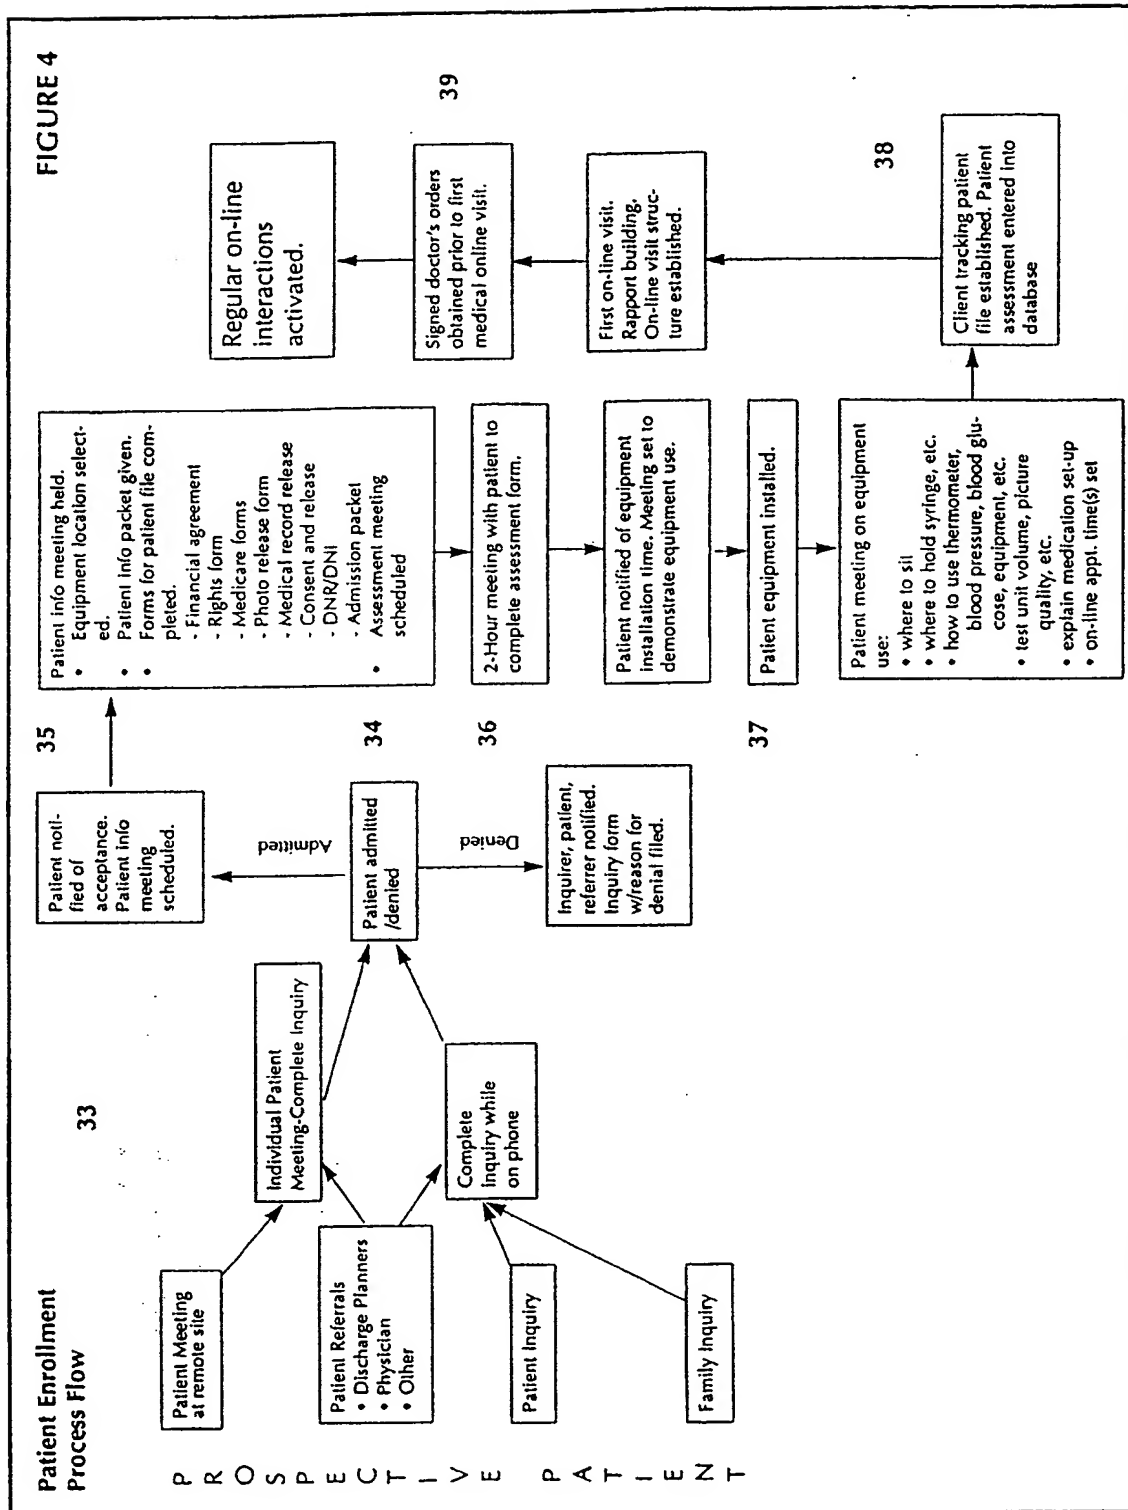 FIGURE 4
Patient Enrollment
Process Flow
PROSPECTIVE PATIENT
Patient Meeting
at remote site
Patient Referrals
• Discharge Planners
• Physician
• Other
Patient Inquiry
Family Inquiry
33
Individual Patient
Meeting-Complete Inquiry
Complete
Inquiry while
on phone
Patient noti-
fied of
acceptance.
Patient info
meeting
scheduled.
Admitted
Patient admitted
/denied
Denied
Inquirer, patient,
referrer notified.
Inquiry form
w/reason for
denial filed.
35
34
36
37
Patient info meeting held.
• Equipment location select-
ed.
• Patient info packet given.
• Forms for patient file com-
pleted.
- Financial agreement
- Rights form
- Medicare forms
- Photo release form
- Medical record release
- Consent and release
- DNR/DNI
- Admission packet
• Assessment meeting
scheduled
2-Hour meeting with patient to
complete assessment form.
Patient notified of equipment
installation time. Meeting set to
demonstrate equipment use.
Patient equipment installed.
Patient meeting on equipment
use:
• where to sit
• where to hold syringe, etc.
• how to use thermometer,
blood pressure, blood glu-
cose, equipment, etc.
• test unit volume, picture
quality, etc.
• explain medication set-up
• on-line appt. time(s) set
Regular on-line
interactions
activated.
Signed doctor's orders
obtained prior to first
medical online visit.
First on-line visit.
Rapport building.
On-line visit struc-
ture established.
Client tracking patient
file established. Patient
assessment entered into
database
39
38